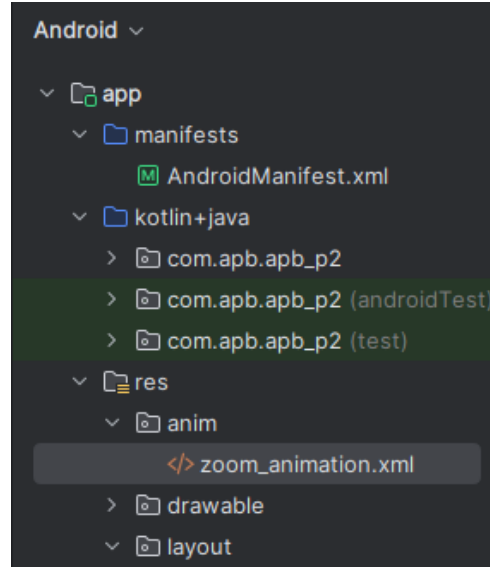 Android
app
manifests
M AndroidManifest.xml
kotlin+java
com.apb.apb_p2
com.apb.apb_p2 (androidTest)
com.apb.apb_p2 (test)
res
anim
</> zoom_animation.xml
drawable
layout